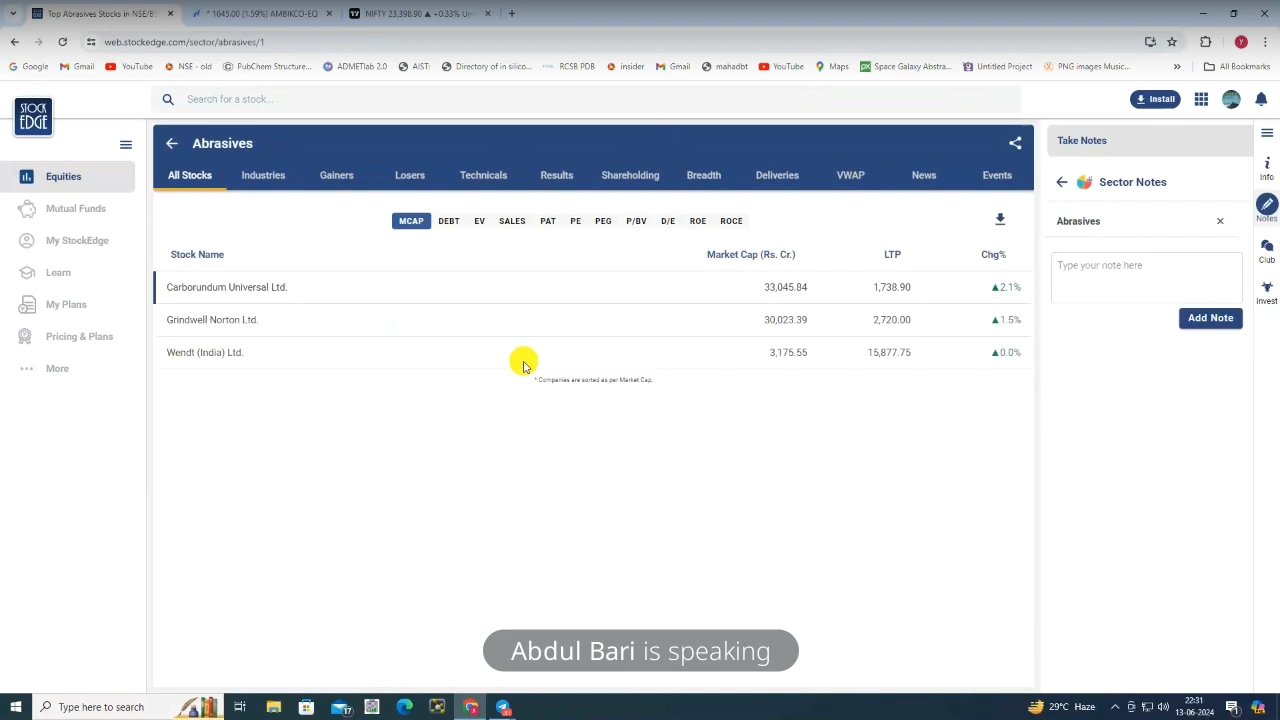 Top Abrasives Stocks in NSE/
* 1645.00 (1.59%) AMBIKCO-EQ
NIFTY 23,398.90 ▲ +0.33% Un
web.stockedge.com/sector/abrasives/1
Google Gmail YouTube NSE - old PubChem Structure... ADMETlab 2.0 AISTi Directory of in silico... RCSB PDB insider Gmail mahadbt YouTube Maps Space Galaxy Abstra... Untitled Project PNG images Music... » All Bookmarks
STOCK
EDGE
Search for a stock...
Install
Equities
Mutual Funds
My StockEdge
Learn
My Plans
Pricing & Plans
More
Abrasives
All Stocks Industries Gainers Losers Technicals Results Shareholding Breadth Deliveries VWAP News Events
MCAP DEBT EV SALES PAT PE PEG P/BV D/E ROE ROCE
Stock Name Market Cap (Rs. Cr.) LTP Chg%
Carborundum Universal Ltd. 33,045.84 1,738.90 ▲2.1%
Grindwell Norton Ltd. 30,023.39 2,720.00 ▲1.5%
Wendt (India) Ltd. 3,175.55 15,877.75 ▲0.0%
* Companies are sorted as per Market Cap.
Take Notes
Sector Notes
Abrasives
Type your note here
Add Note
Info
Notes
Club
Invest
Abdul Bari is speaking
Type here to search
29°C Haze
22:31
13-06-2024